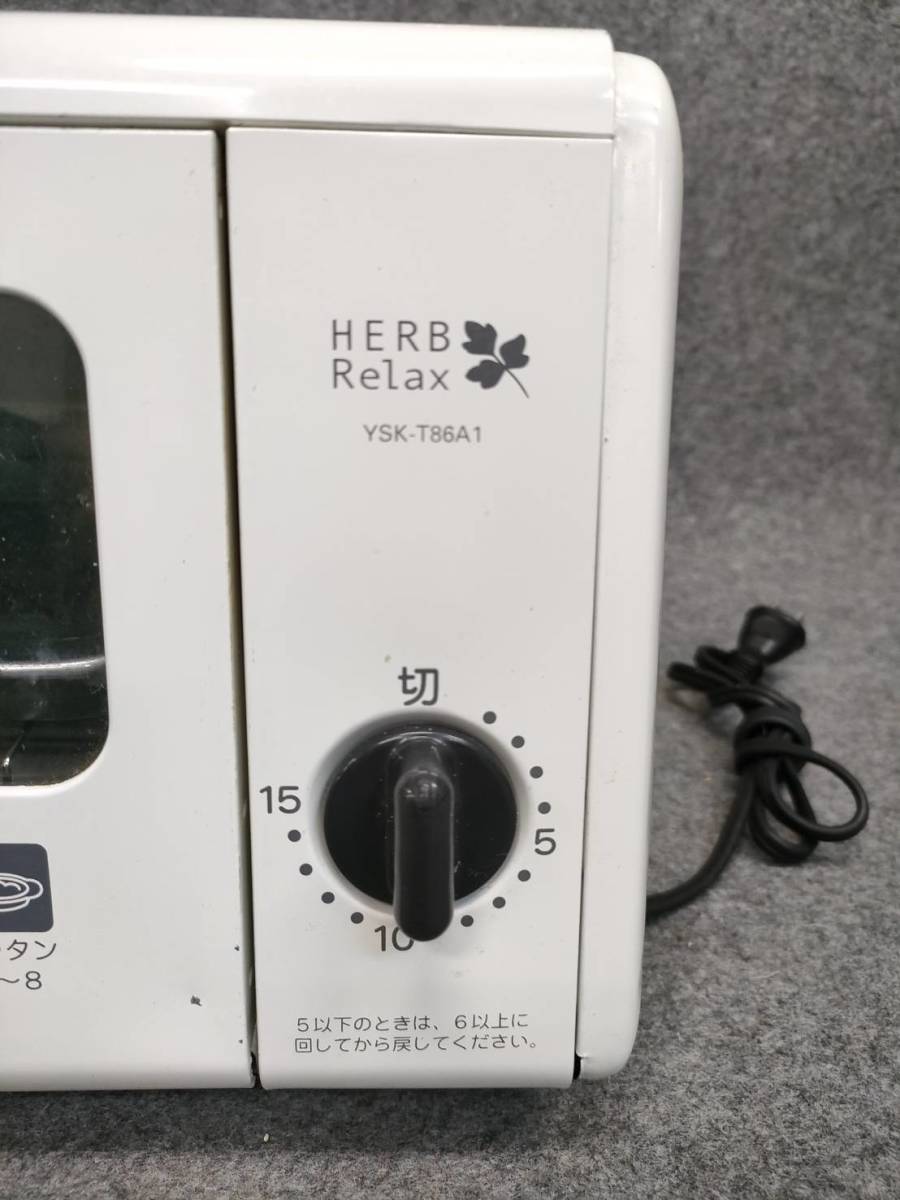 HERB
Relax
YSK-T86A1
切
15
5
10
タン
～8
5以下のときは、6以上に
回してから戻してください。